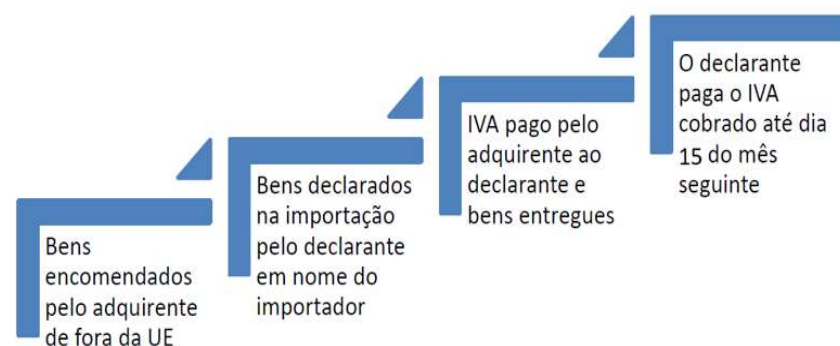 Bens
encomendados
pelo adquirente
de fora da UE
Bens declarados
na importação
pelo declarante
em nome do
importador
IVA pago pelo
adquirente ao
declarante e
bens entregues
O declarante
paga o IVA
cobrado até dia
15 do mês
seguinte